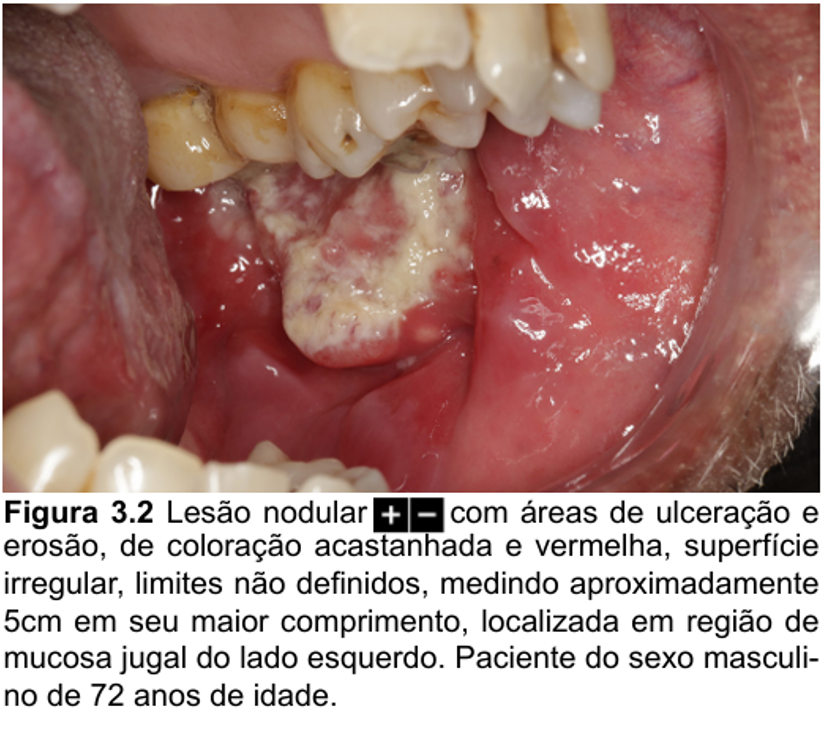 Figura 3.2 Lesão nodular + − com áreas de ulceração e
erosão, de coloração acastanhada e vermelha, superfície
irregular, limites não definidos, medindo aproximadamente
5cm em seu maior comprimento, localizada em região de
mucosa jugal do lado esquerdo. Paciente do sexo masculi-
no de 72 anos de idade.